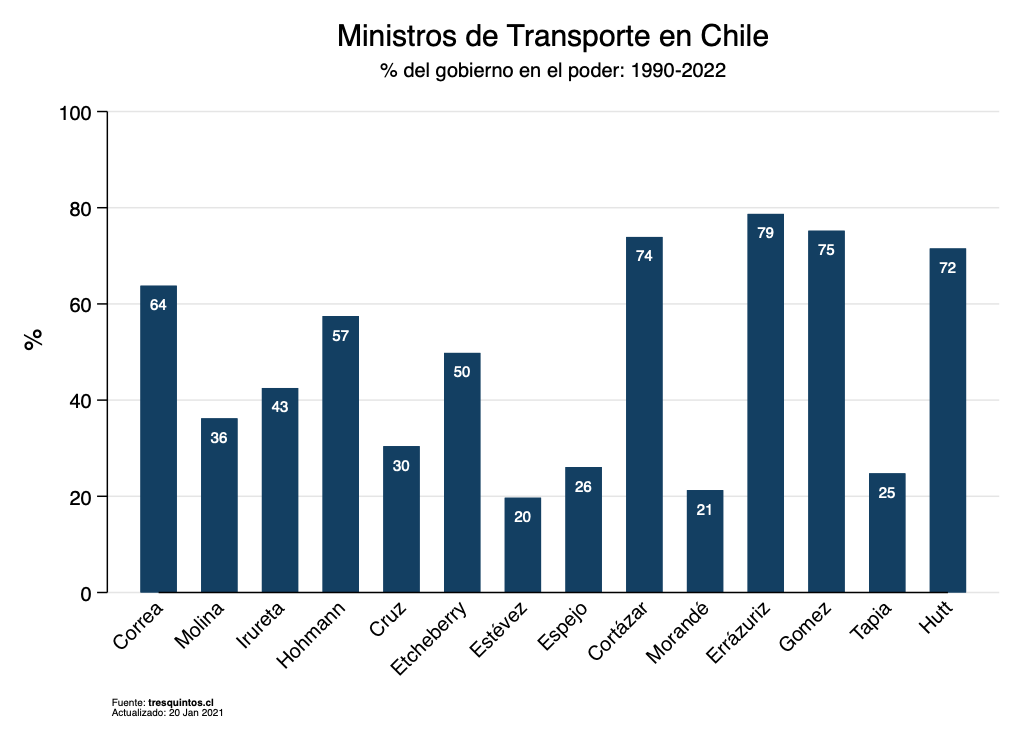 Ministros de Transporte en Chile
% del gobierno en el poder: 1990-2022
100
80
60
40
20
0
%
64
36
43
57
30
50
20
26
74
21
79
75
25
72
Correa
Molina
Irureta
Hohmann
Cruz
Etcheberry
Estévez
Espejo
Cortázar
Morandé
Errázuriz
Gomez
Tapia
Hutt
Fuente: tresquintos.cl
Actualizado: 20 Jan 2021